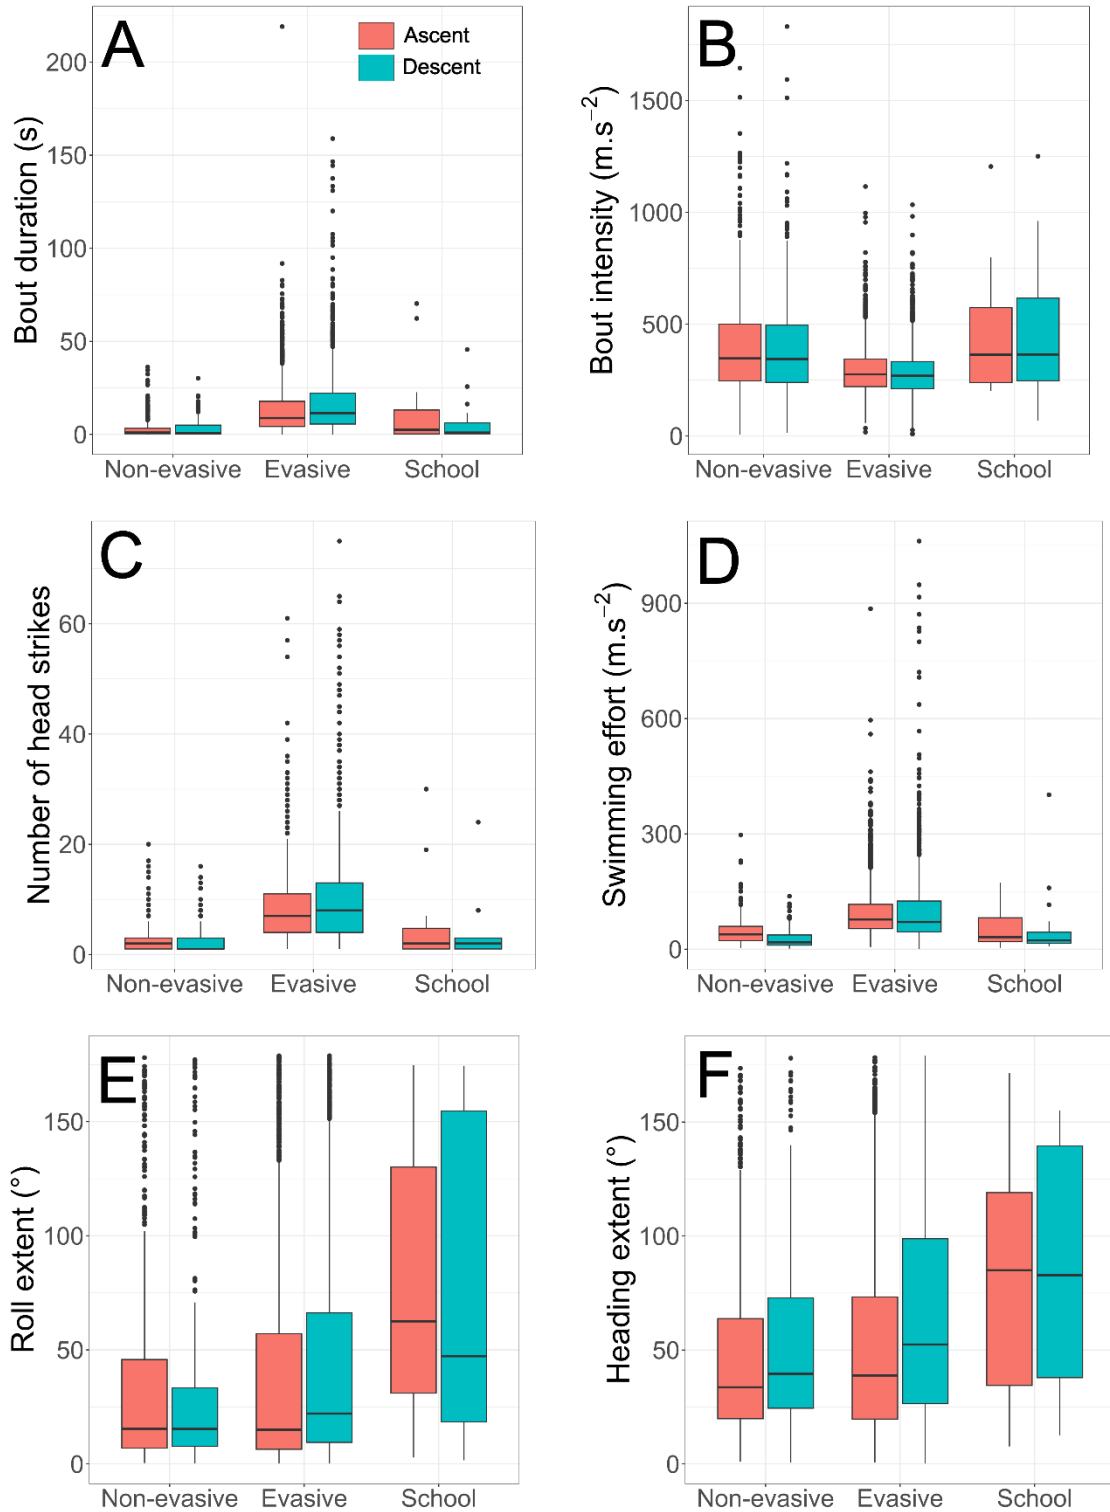 A
Ascent
Descent
Bout duration (s)
200
150
100
50
0
Non-evasive Evasive School
B
Bout intensity (m.s⁻²)
1500
1000
500
0
Non-evasive Evasive School
C
Number of head strikes
60
40
20
0
Non-evasive Evasive School
D
Swimming effort (m.s⁻²)
900
600
300
0
Non-evasive Evasive School
E
Roll extent (°)
150
100
50
0
Non-evasive Evasive School
F
Heading extent (°)
150
100
50
0
Non-evasive Evasive School